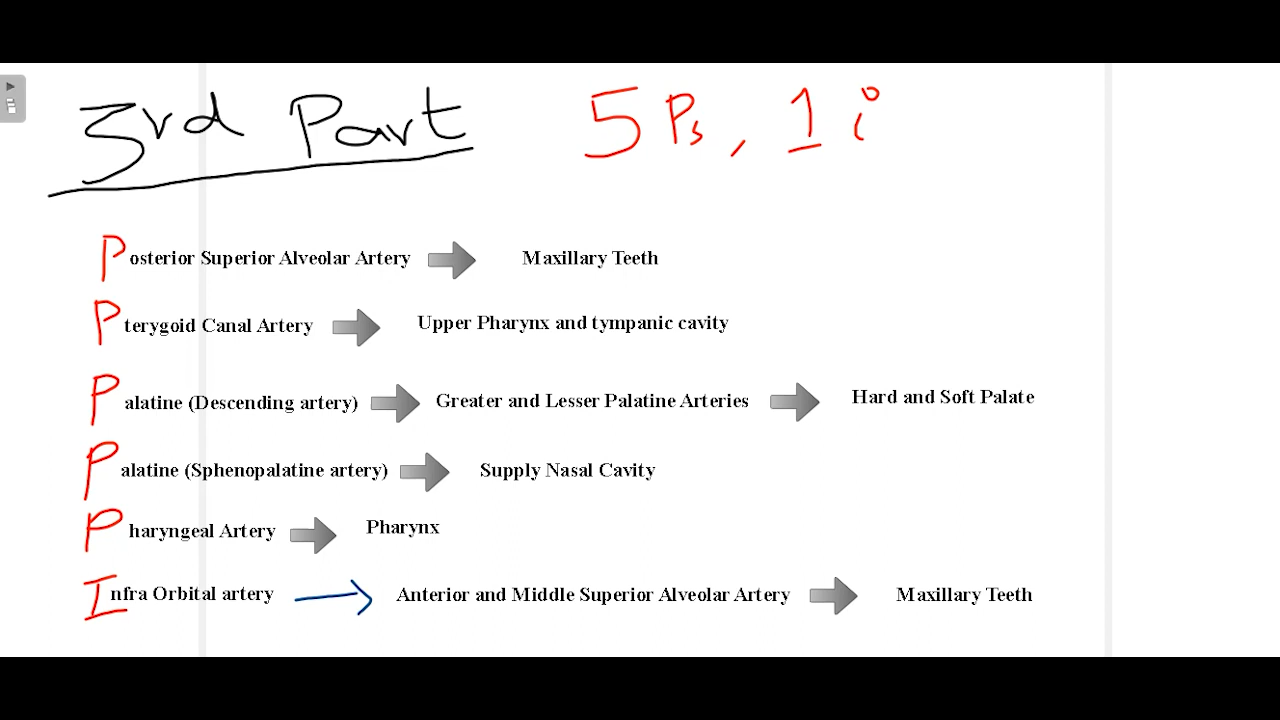 3rd Part 5 Ps, 1 i
Posterior Superior Alveolar Artery Maxillary Teeth
Pterygoid Canal Artery Upper Pharynx and tympanic cavity
Palatine (Descending artery) Greater and Lesser Palatine Arteries Hard and Soft Palate
Palatine (Sphenopalatine artery) Supply Nasal Cavity
Pharyngeal Artery Pharynx
Infra Orbital artery Anterior and Middle Superior Alveolar Artery Maxillary Teeth